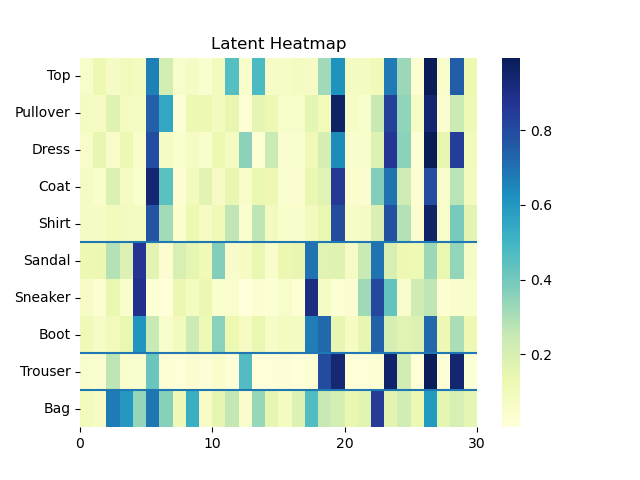 Latent Heatmap
Top
Pullover
Dress
Coat
Shirt
Sandal
Sneaker
Boot
Trouser
Bag
0 10 20 30
0.8
0.6
0.4
0.2